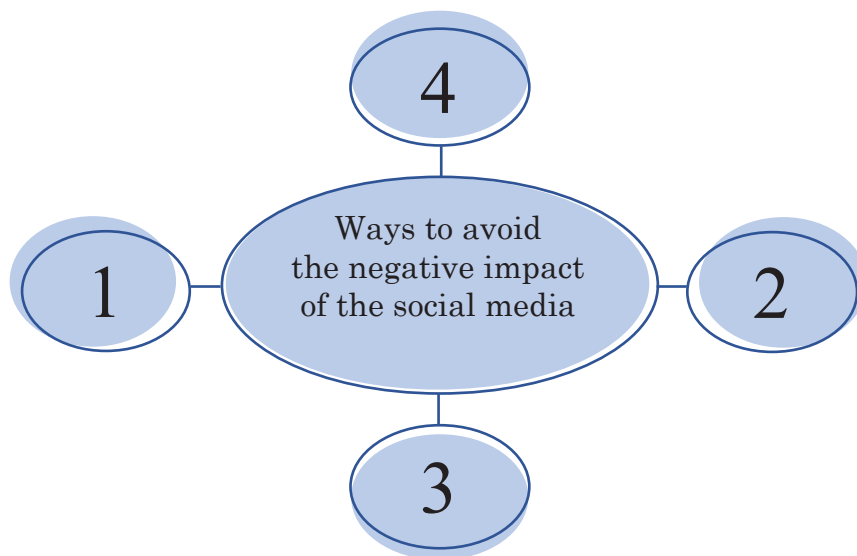 4
Ways to avoid
the negative impact
of the social media
1
2
3